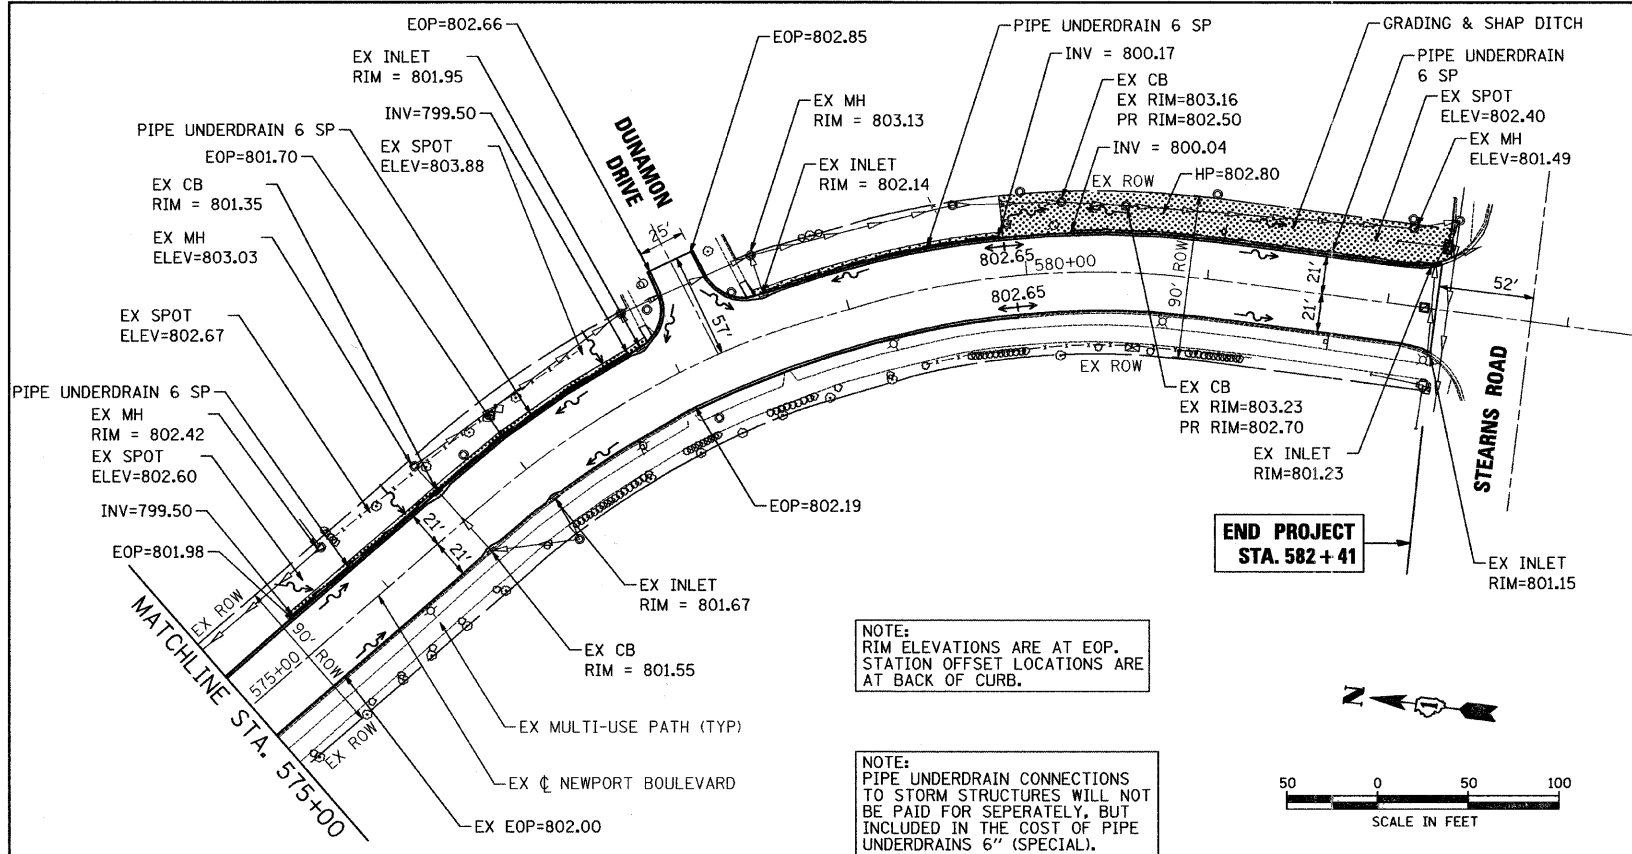 EOP=802.66
EX INLET
RIM = 801.95
INV=799.50
EX SPOT
ELEV=803.88
PIPE UNDERDRAIN 6 SP
EOP=801.70
EX CB
RIM = 801.35
EX MH
ELEV=803.03
EX SPOT
ELEV=802.67
PIPE UNDERDRAIN 6 SP
EX MH
RIM = 802.42
EX SPOT
ELEV=802.60
INV=799.50
EOP=801.98
DUNAMON
DRIVE
25'
57'
EOP=802.85
EX MH
RIM = 803.13
EX INLET
RIM = 802.14
PIPE UNDERDRAIN 6 SP
INV = 800.17
EX CB
EX RIM=803.16
PR RIM=802.50
INV = 800.04
HP=802.80
EX ROW
GRADING & SHAP DITCH
PIPE UNDERDRAIN
6 SP
EX SPOT
ELEV=802.40
EX MH
ELEV=801.49
802.65
580+00
802.65
90' ROW
21'
21'
52'
EX ROW
STEARNS ROAD
EX CB
EX RIM=803.23
PR RIM=802.70
EX INLET
RIM=801.23
END PROJECT
STA. 582+41
EX INLET
RIM=801.15
21'
21'
EOP=802.19
EX INLET
RIM = 801.67
EX CB
RIM = 801.55
EX ROW
90' ROW
575+00
EX ROW
MATCHLINE STA. 575+00
EX MULTI-USE PATH (TYP)
EX ℄ NEWPORT BOULEVARD
EX EOP=802.00
NOTE:
RIM ELEVATIONS ARE AT EOP.
STATION OFFSET LOCATIONS ARE
AT BACK OF CURB.
NOTE:
PIPE UNDERDRAIN CONNECTIONS
TO STORM STRUCTURES WILL NOT
BE PAID FOR SEPERATELY, BUT
INCLUDED IN THE COST OF PIPE
UNDERDRAINS 6" (SPECIAL).
N
1
50 0 50 100
SCALE IN FEET